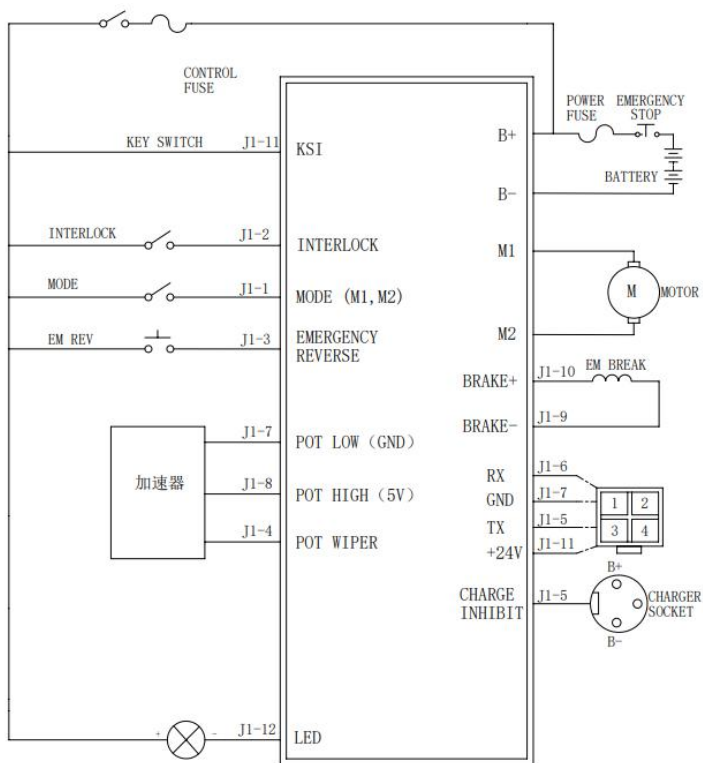 CONTROL
FUSE
POWER
FUSE
EMERGENCY
STOP
BATTERY
KEY SWITCH
J1-11
KSI
B+
B-
INTERLOCK
J1-2
INTERLOCK
M1
MODE
J1-1
MODE (M1,M2)
M
MOTOR
EM REV
J1-3
EMERGENCY
REVERSE
M2
BRAKE+
J1-10
EM BREAK
BRAKE-
J1-9
加速器
J1-7
POT LOW（GND）
J1-8
POT HIGH（5V）
J1-4
POT WIPER
RX
J1-6
GND
J1-7
TX
J1-5
+24V
J1-11
1
2
3
4
CHARGE
INHIBIT
J1-5
B+
CHARGER
SOCKET
B-
+
-
J1-12
LED